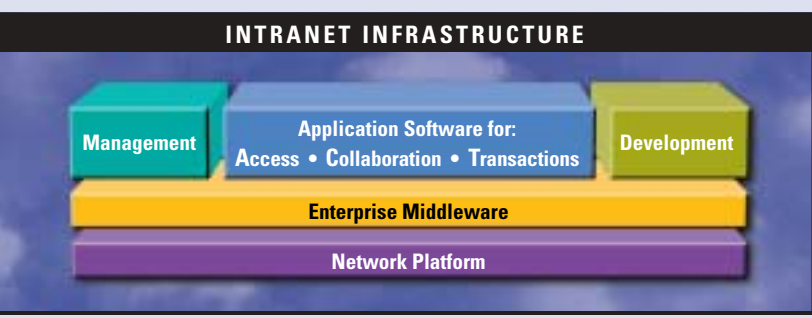 INTRANET INFRASTRUCTURE
Management
Application Software for:
Access • Collaboration • Transactions
Development
Enterprise Middleware
Network Platform